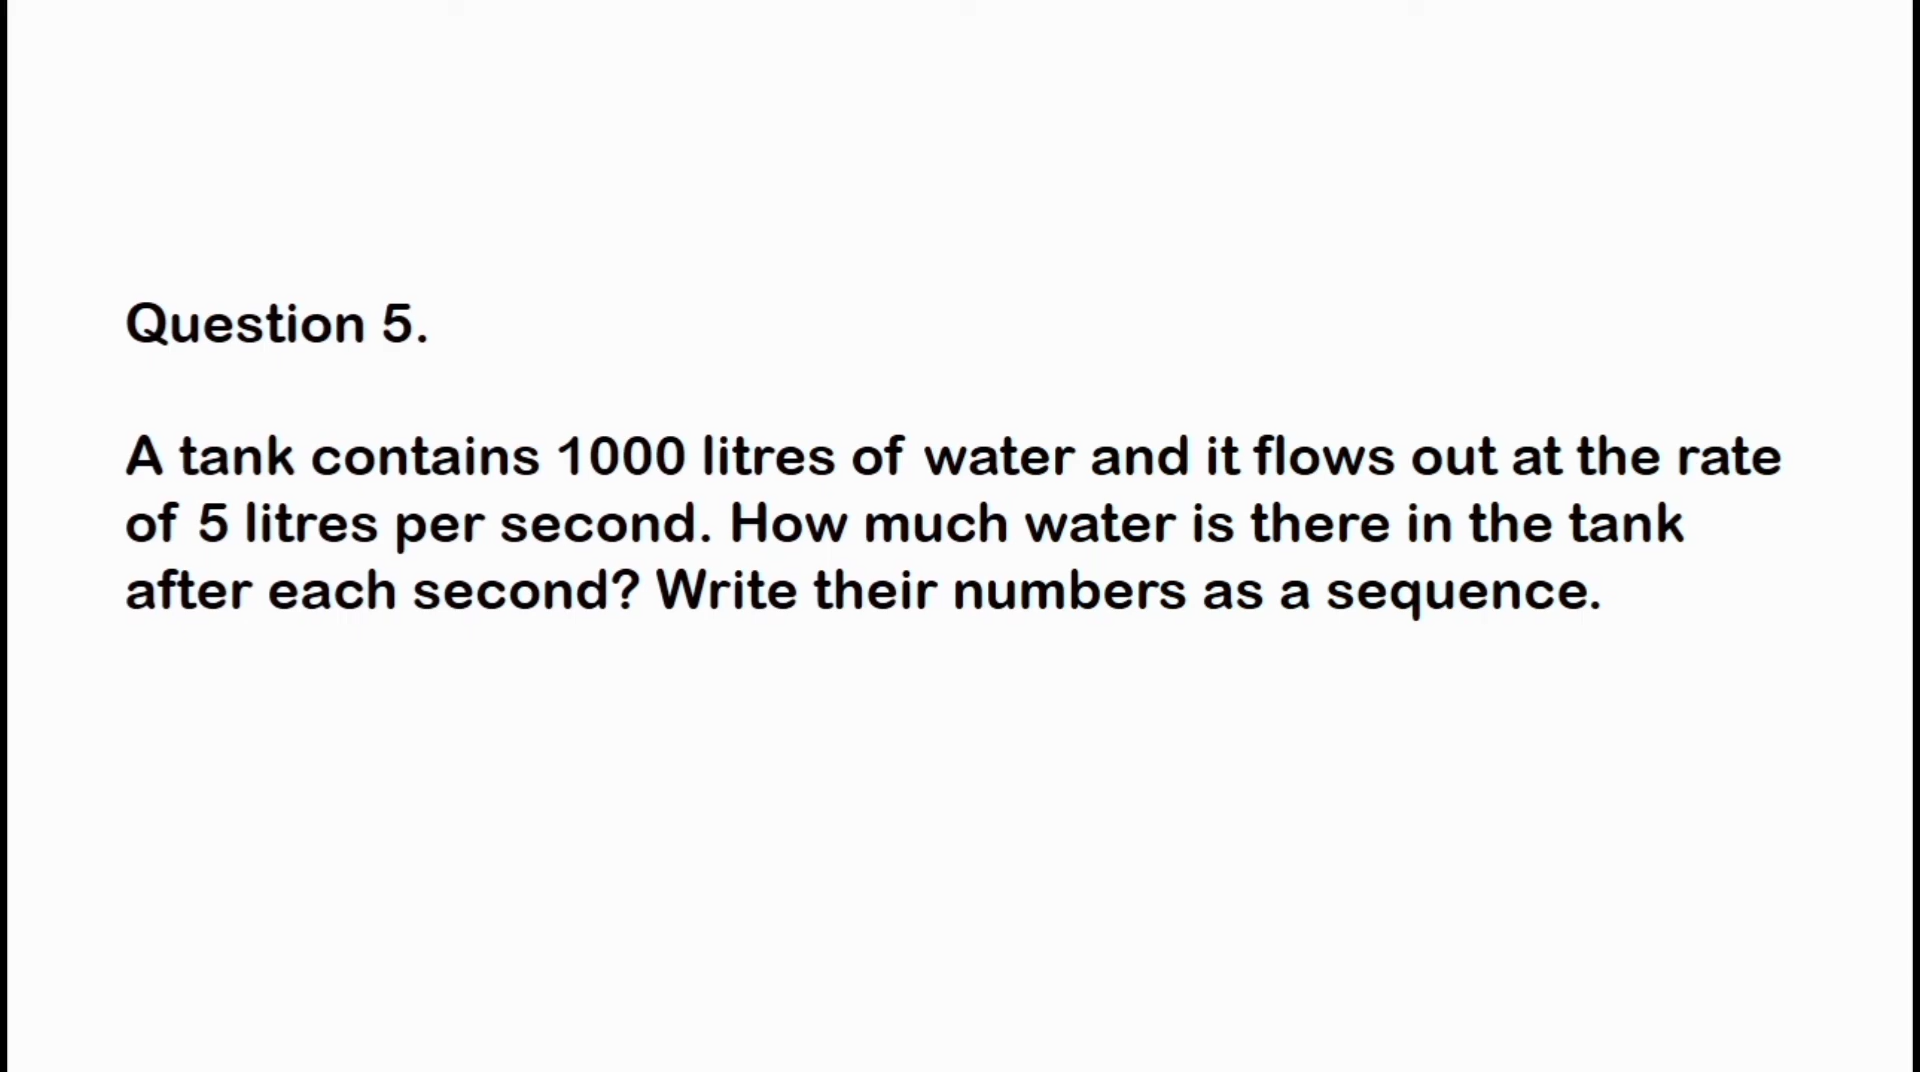 Question 5.
A tank contains 1000 litres of water and it flows out at the rate
of 5 litres per second. How much water is there in the tank
after each second? Write their numbers as a sequence.